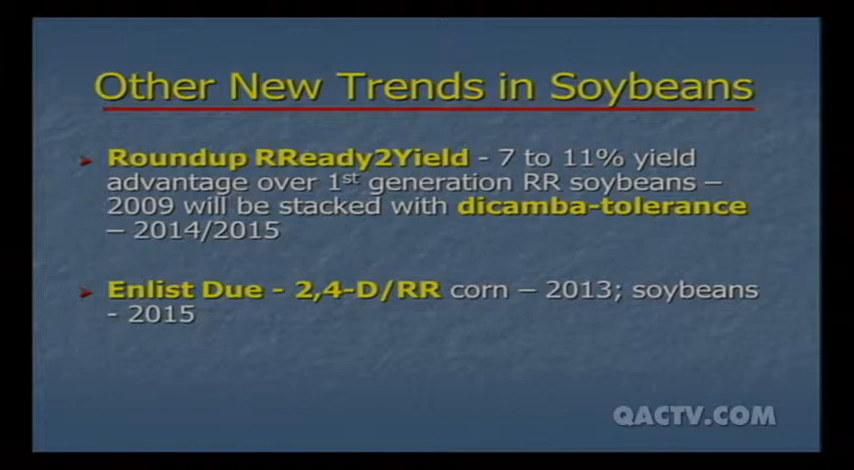 Other New Trends in Soybeans
Roundup RReady2Yield - 7 to 11% yield
advantage over 1st generation RR soybeans –
2009 will be stacked with dicamba-tolerance
– 2014/2015
Enlist Due - 2,4-D/RR corn – 2013; soybeans
- 2015
QACTV.COM